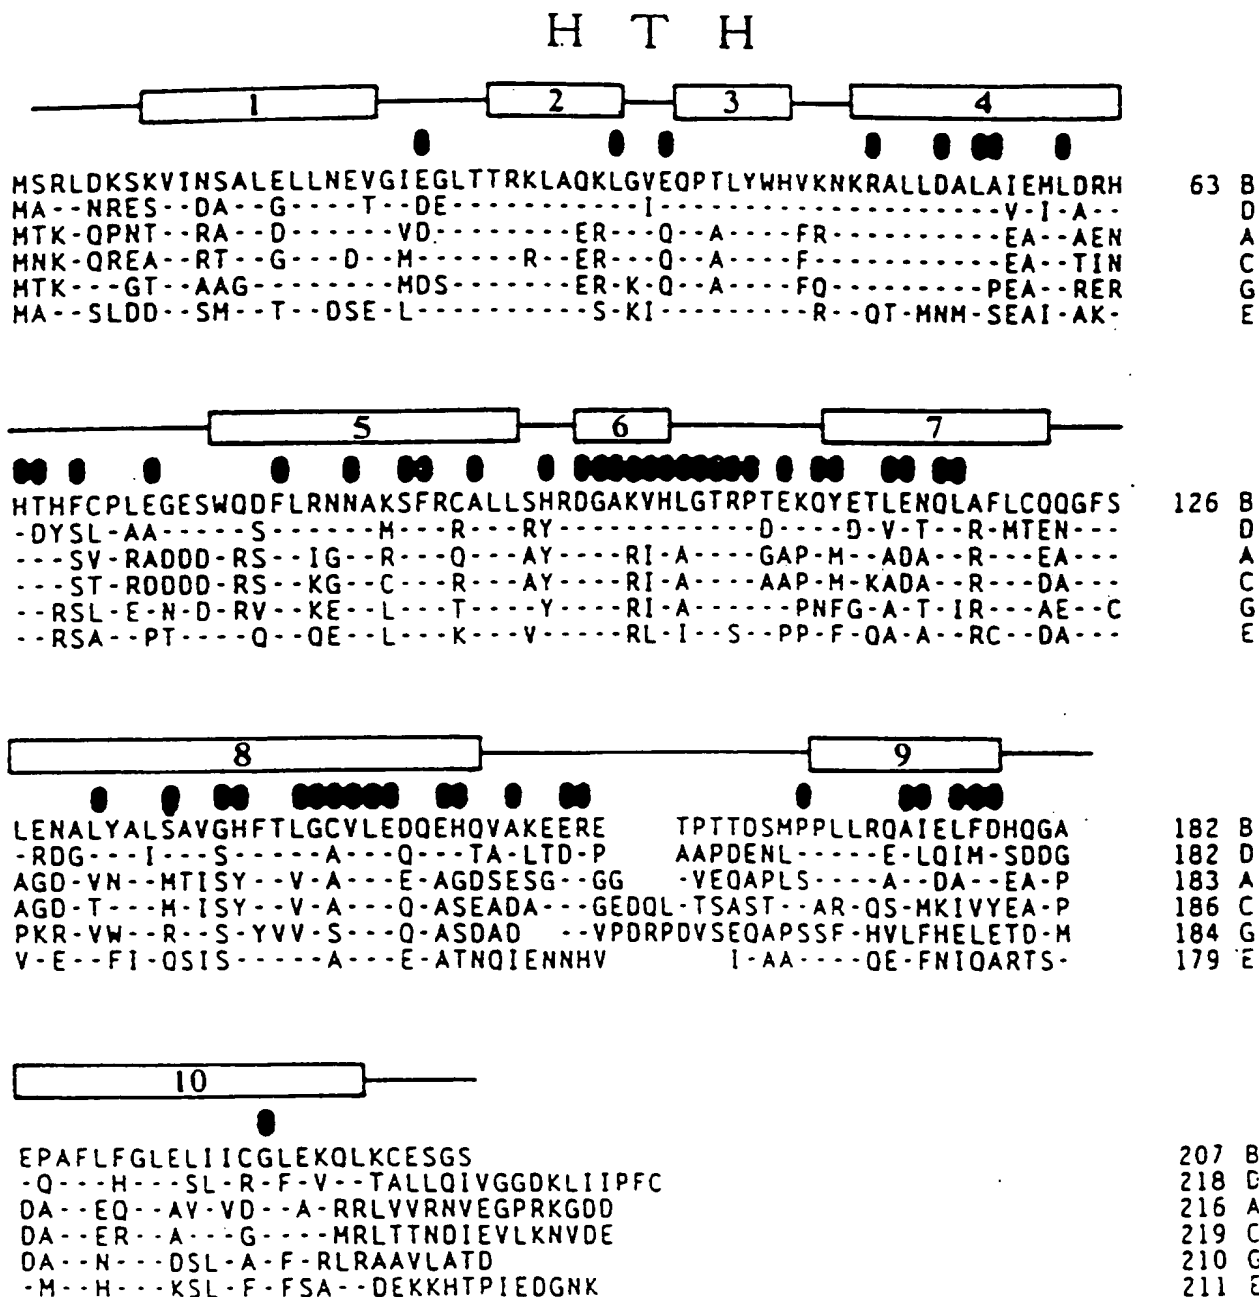 H T H
1 2 3 4
MSRLDKSKVINSALELLNEVGIEGLTTRKLAQKLGVEQPTLYWHVKNKRALLDALAIEMLDRH 63 B
MA--NRES--DA--G----T--DE---------I------------------------V-I-A-- D
MTK-QPNT--RA--D-----VD--------ER---Q--A----FR---------EA--AEN A
MNK-QREA--RT--G---D--M------R--ER---Q--A----F----------EA--TIN C
MTK---GT--AAG--------MDS-------ER-K-Q--A----FQ--------PEA--RER G
MA--SLDD--SM--T--DSE-L----------S-KI---------R--QT-MNM-SEAI-AK- E
5 6 7
HTHFCPLEGESWQDFLRNNAKSFRCALLSHRDGAKVHLGTRPTEKQYETLENQLAFLCQQGFS 126 B
-DYSL-AA------S------M---R--RY------------D----D-V-T--R-MTEN--- D
---SV-RADDD-RS--IG--R---Q---AY----RI-A----GAP-M--ADA--R---EA--- A
---ST-RDDDD-RS--KG--C---R---AY----RI-A----AAP-M-KADA--R---DA--- C
--RSL-E-N-D-RV--KE--L---T----Y----RI-A------PNFG-A-T-IR---AE--C G
--RSA--PT----Q--QE--L---K---V-----RL-I--S--PP-F-QA-A--RC--DA--- E
8 9
LENALYALSAVGHFTLGCVLEDQEHQVAKEERE TPTTDSMPPLLRQAIELFDHQGA 182 B
-RDG---I---S-----A---Q---TA-LTD-P AAPDENL-----E-LQIM-SDDG 182 D
AGD-VN--MTISY--V-A---E-AGDSESG--GG -VEQAPLS----A--DA--EA-P 183 A
AGD-T---M-ISY--V-A---Q-ASEADA---GEDQL-TSAST--AR-QS-MKIVYEA-P 186 C
PKR-VW--R--S-YVV-S---Q-ASDAD --VPDRPDVSEQAPSSF-HVLFHELETD-M 184 G
V-E--FI-QSIS-----A---E-ATNQIENNHV I-AA----QE-FNIQARTS- 179 E
10
EPAFLFGLELIICGLEKQLKCESGS 207 B
-Q---H---SL-R-F-V--TALLQIVGGDKLIIPFC 218 D
DA--EQ--AV-VD--A-RRLVVRNVEGPRKGDD 216 A
DA--ER--A---G----MRLTTNDIEVLKNVDE 219 C
DA--N---DSL-A-F-RLRAAVLATD 210 G
-M--H---KSL-F-FSA--DEKKHTPIEDGNK 211 E